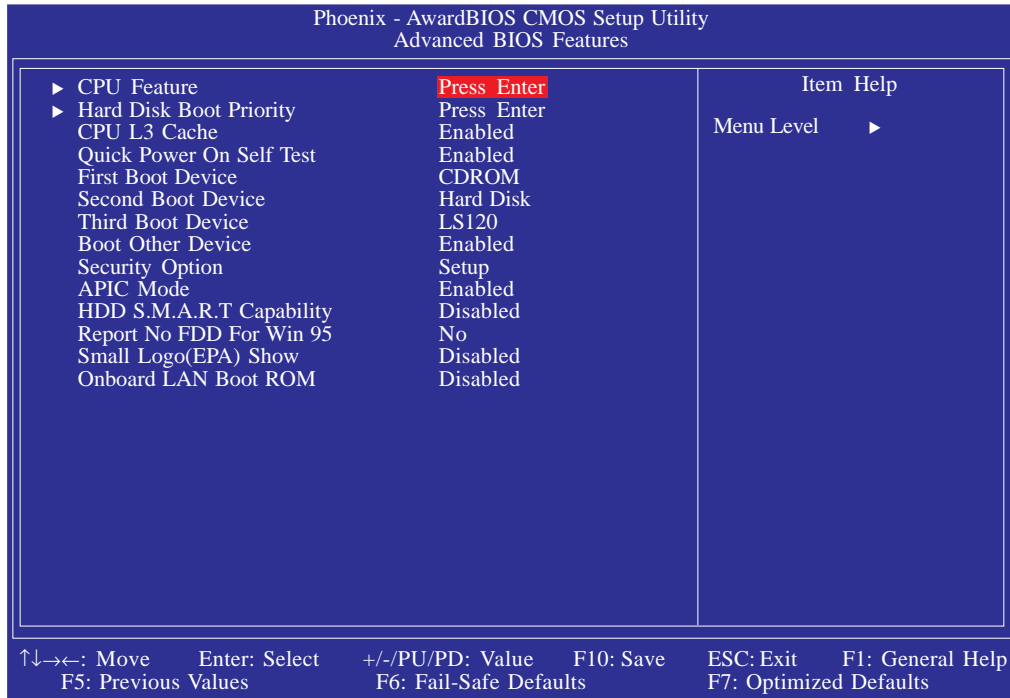 Phoenix - AwardBIOS CMOS Setup Utility
Advanced BIOS Features
▶ CPU Feature Press Enter
▶ Hard Disk Boot Priority Press Enter
CPU L3 Cache Enabled
Quick Power On Self Test Enabled
First Boot Device CDROM
Second Boot Device Hard Disk
Third Boot Device LS120
Boot Other Device Enabled
Security Option Setup
APIC Mode Enabled
HDD S.M.A.R.T Capability Disabled
Report No FDD For Win 95 No
Small Logo(EPA) Show Disabled
Onboard LAN Boot ROM Disabled
Item Help
Menu Level ▶
↑↓→←: Move Enter: Select +/-/PU/PD: Value F10: Save ESC: Exit F1: General Help
F5: Previous Values F6: Fail-Safe Defaults F7: Optimized Defaults